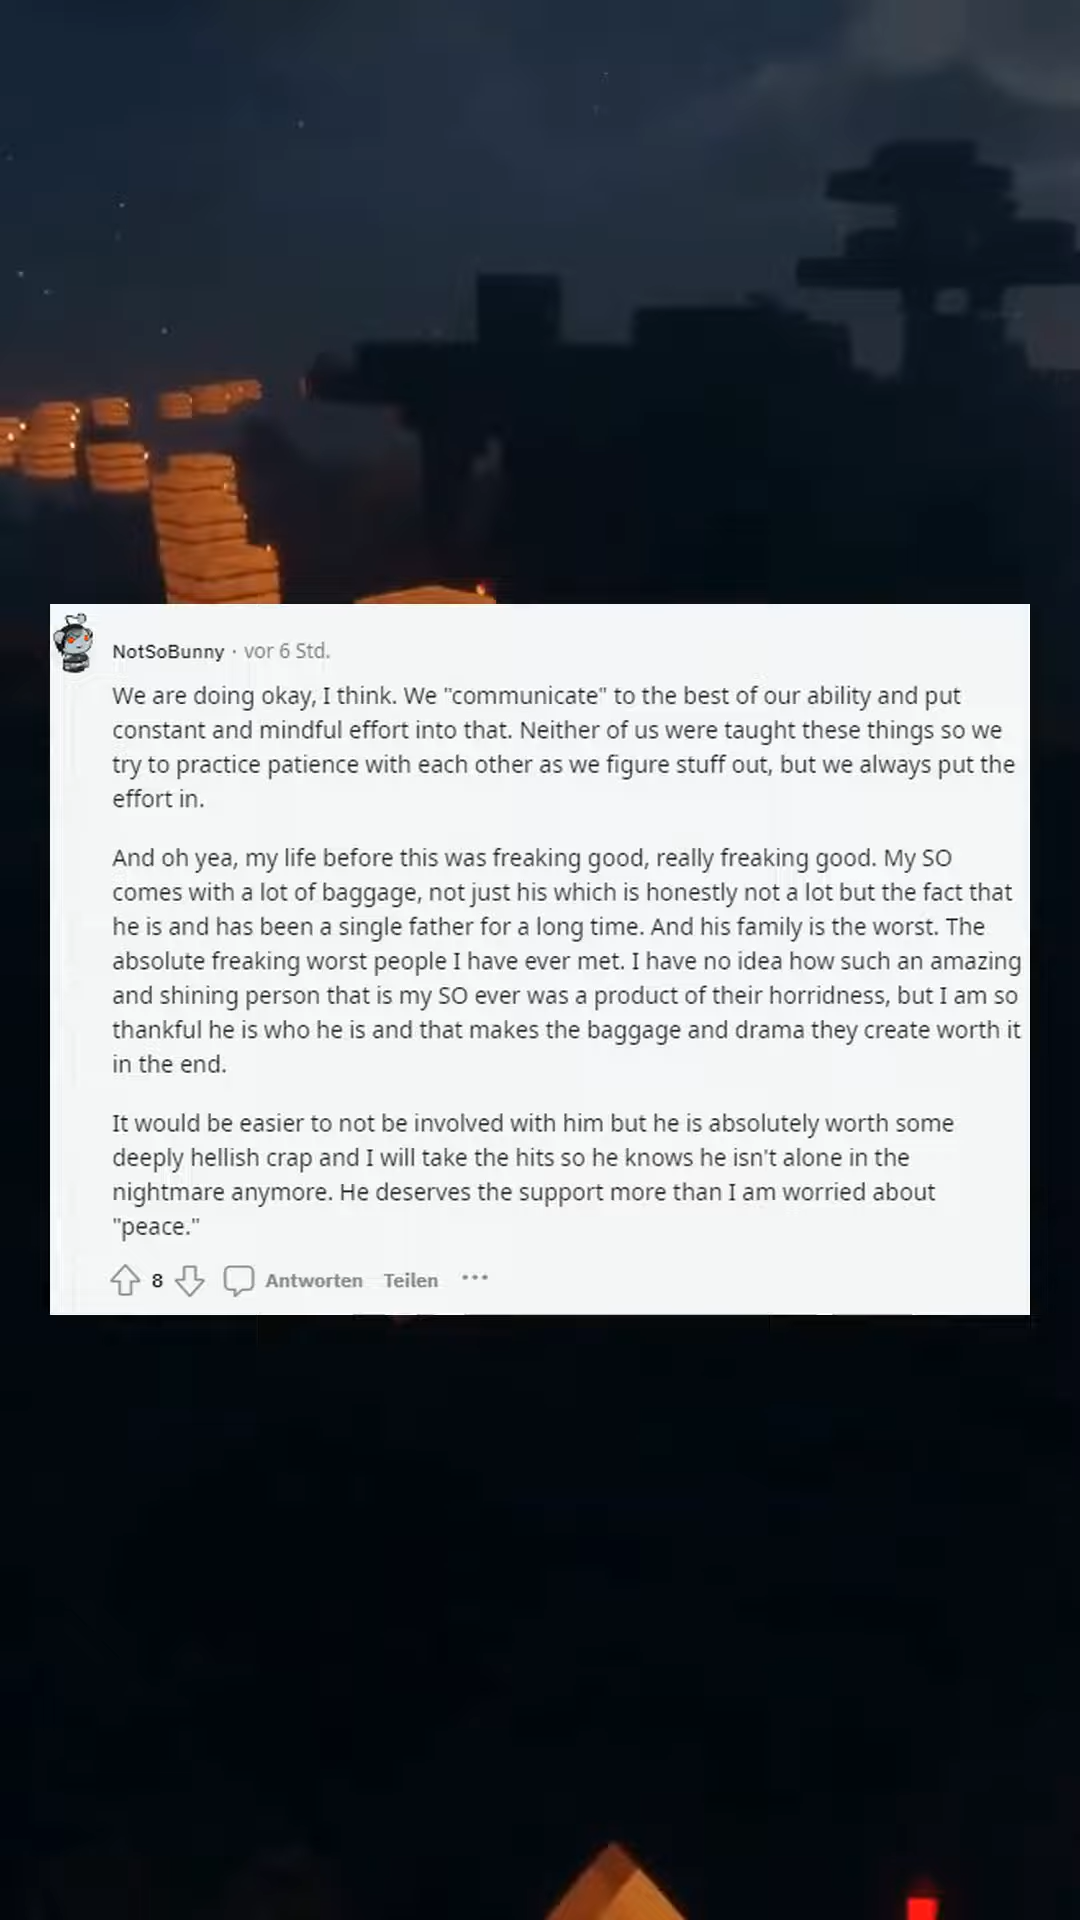 NotSoBunny · vor 6 Std.
We are doing okay, I think. We "communicate" to the best of our ability and put
constant and mindful effort into that. Neither of us were taught these things so we
try to practice patience with each other as we figure stuff out, but we always put the
effort in.
And oh yea, my life before this was freaking good, really freaking good. My SO
comes with a lot of baggage, not just his which is honestly not a lot but the fact that
he is and has been a single father for a long time. And his family is the worst. The
absolute freaking worst people I have ever met. I have no idea how such an amazing
and shining person that is my SO ever was a product of their horridness, but I am so
thankful he is who he is and that makes the baggage and drama they create worth it
in the end.
It would be easier to not be involved with him but he is absolutely worth some
deeply hellish crap and I will take the hits so he knows he isn't alone in the
nightmare anymore. He deserves the support more than I am worried about
"peace."
8 Antworten Teilen ...